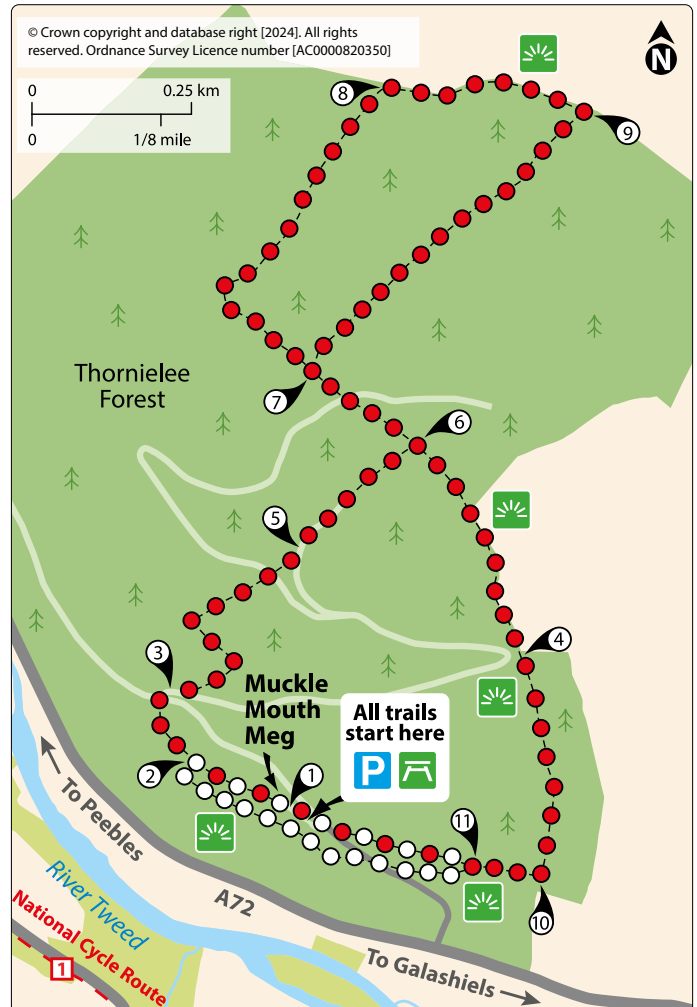 © Crown copyright and database right [2024]. All rights
reserved. Ordnance Survey Licence number [AC0000820350]
N
0
0.25 km
0
1/8 mile
8
9
Thornielee
Forest
7
6
5
4
3
Muckle
Mouth
Meg
All trails
start here
P
2
1
11
10
To Peebles
A72
River Tweed
National Cycle Route
1
To Galashiels